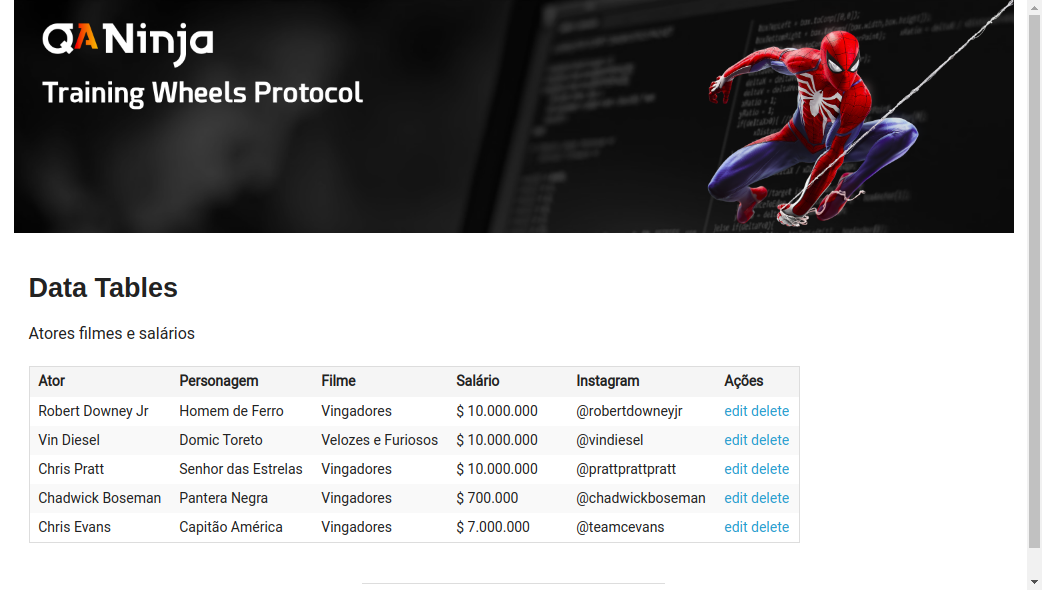 QANinja
Training Wheels Protocol
Data Tables
Atores filmes e salários
Ator Personagem Filme Salário Instagram Ações
Robert Downey Jr Homem de Ferro Vingadores $ 10.000.000 @robertdowneyjr edit delete
Vin Diesel Domic Toreto Velozes e Furiosos $ 10.000.000 @vindiesel edit delete
Chris Pratt Senhor das Estrelas Vingadores $ 10.000.000 @prattprattpratt edit delete
Chadwick Boseman Pantera Negra Vingadores $ 700.000 @chadwickboseman edit delete
Chris Evans Capitão América Vingadores $ 7.000.000 @teamcevans edit delete